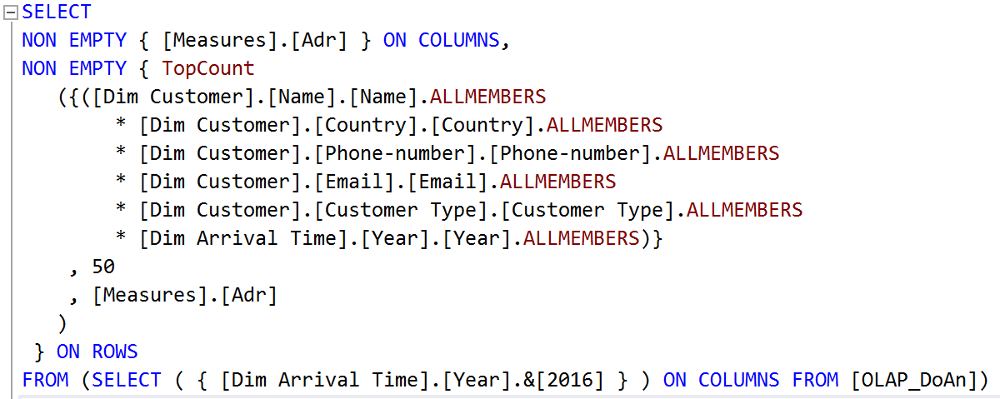 SELECT
NON EMPTY { [Measures].[Adr] } ON COLUMNS,
NON EMPTY { TopCount
({([Dim Customer].[Name].[Name].ALLMEMBERS
* [Dim Customer].[Country].[Country].ALLMEMBERS
* [Dim Customer].[Phone-number].[Phone-number].ALLMEMBERS
* [Dim Customer].[Email].[Email].ALLMEMBERS
* [Dim Customer].[Customer Type].[Customer Type].ALLMEMBERS
* [Dim Arrival Time].[Year].[Year].ALLMEMBERS)}
, 50
, [Measures].[Adr]
)
} ON ROWS
FROM (SELECT ( { [Dim Arrival Time].[Year].&[2016] } ) ON COLUMNS FROM [OLAP_DoAn])